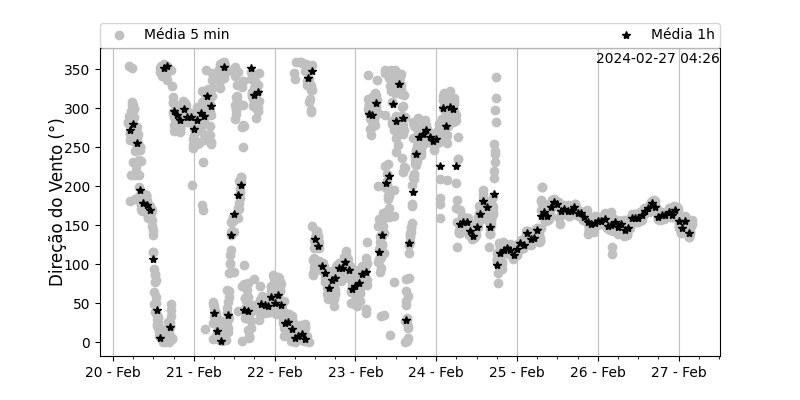 Média 5 min
Média 1h
2024-02-27 04:26
Direção do Vento (°)
350
300
250
200
150
100
50
0
20 - Feb
21 - Feb
22 - Feb
23 - Feb
24 - Feb
25 - Feb
26 - Feb
27 - Feb